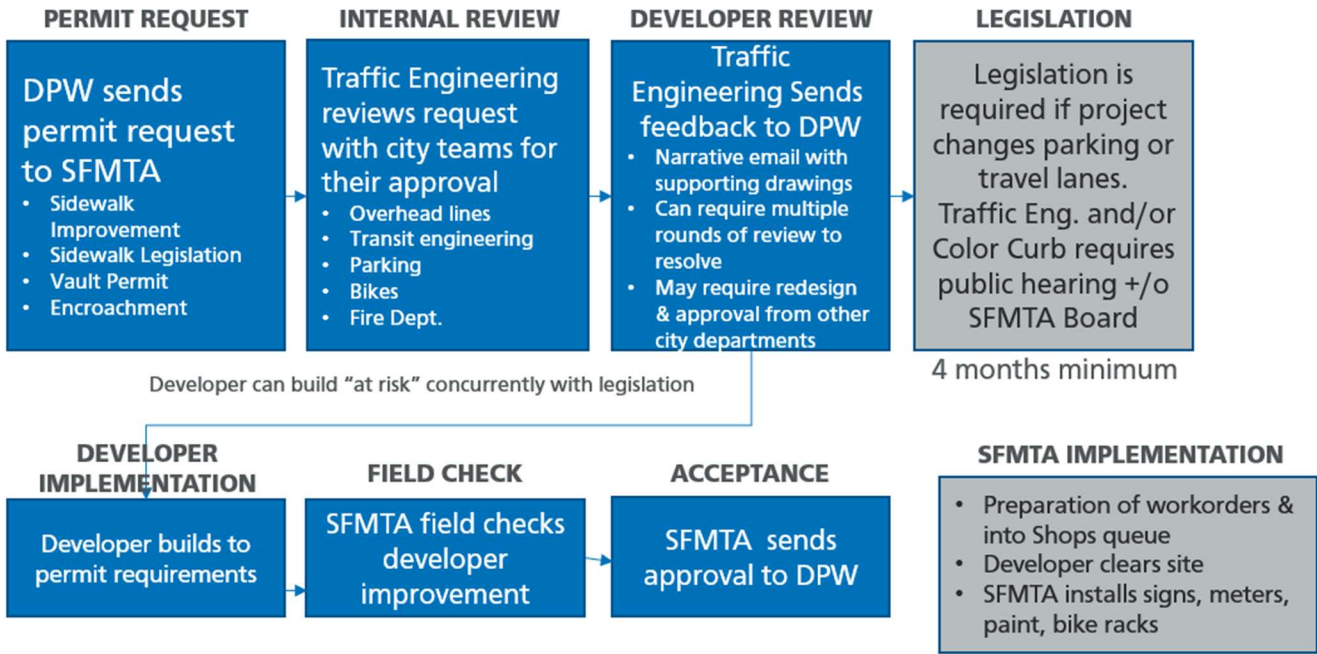 PERMIT REQUEST
DPW sends
permit request
to SFMTA
• Sidewalk
Improvement
• Sidewalk Legislation
• Vault Permit
• Encroachment
INTERNAL REVIEW
Traffic Engineering
reviews request
with city teams for
their approval
• Overhead lines
• Transit engineering
• Parking
• Bikes
• Fire Dept.
DEVELOPER REVIEW
Traffic
Engineering Sends
feedback to DPW
• Narrative email with
supporting drawings
• Can require multiple
rounds of review to
resolve
• May require redesign
& approval from other
city departments
LEGISLATION
Legislation is
required if project
changes parking or
travel lanes.
Traffic Eng. and/or
Color Curb requires
public hearing +/o
SFMTA Board
4 months minimum
Developer can build “at risk” concurrently with legislation
DEVELOPER
IMPLEMENTATION
Developer builds to
permit requirements
FIELD CHECK
SFMTA field checks
developer
improvement
ACCEPTANCE
SFMTA sends
approval to DPW
SFMTA IMPLEMENTATION
• Preparation of workorders &
into Shops queue
• Developer clears site
• SFMTA installs signs, meters,
paint, bike racks